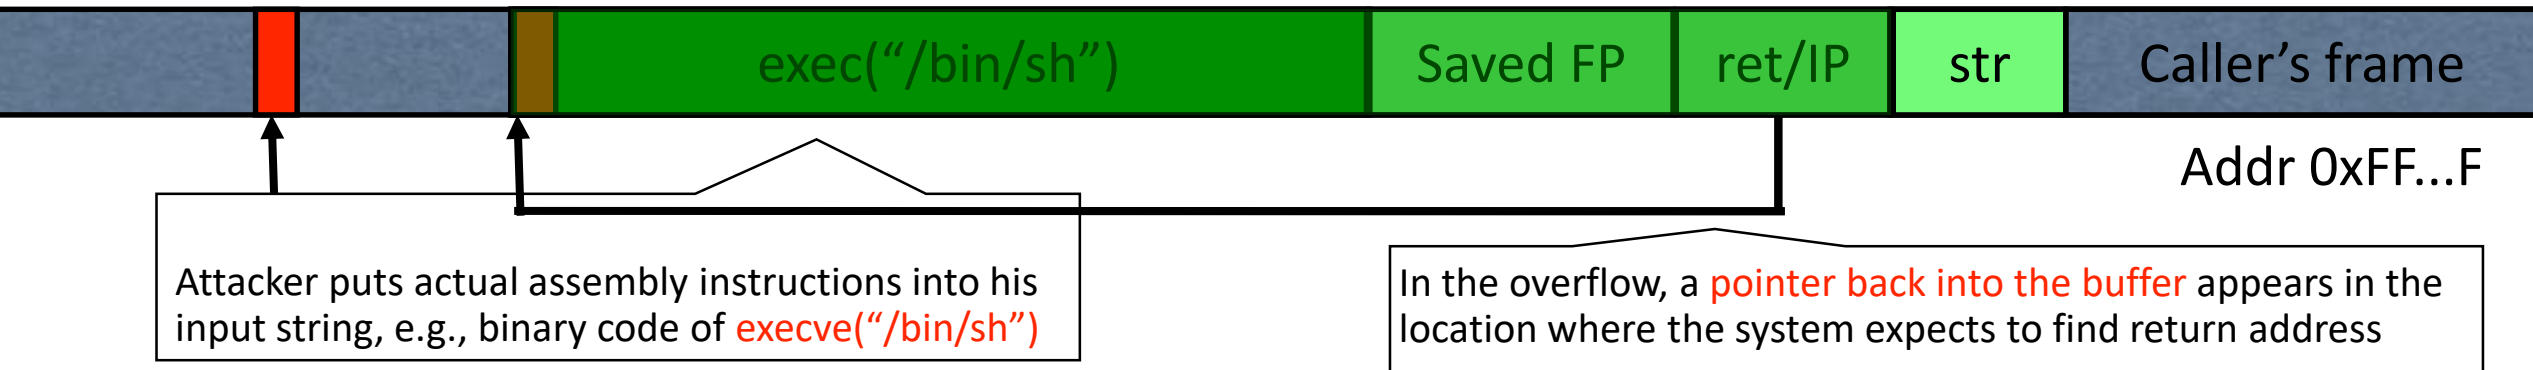 exec(“/bin/sh”) Saved FP ret/IP str Caller’s frame
Addr 0xFF...F
Attacker puts actual assembly instructions into his
input string, e.g., binary code of execve(“/bin/sh”)
In the overflow, a pointer back into the buffer appears in the
location where the system expects to find return address